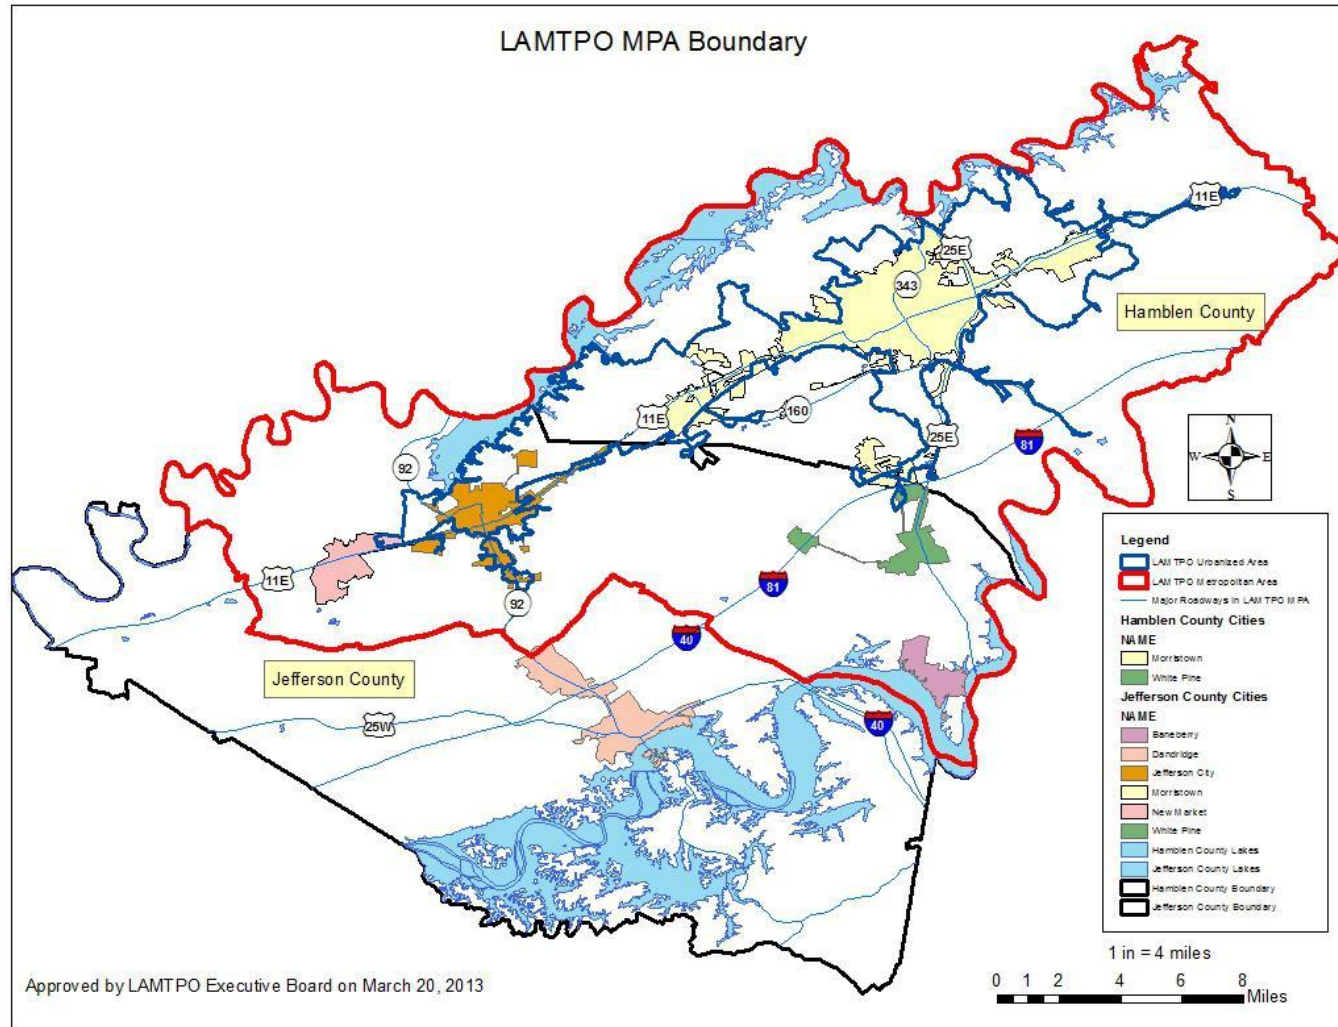 LAMTPO MPA Boundary
11E
25E
343
Hamblen County
11E
160
25E
81
92
N
W E
S
11E
81
92
40
Jefferson County
25W
40
Legend
LAMTPO Urbanized Area
LAMTPO Metropolitan Area
Major Roadways in LAMTPO MPA
Hamblen County Cities
NAME
Morristown
White Pine
Jefferson County Cities
NAME
Baneberry
Dandridge
Jefferson City
Morristown
New Market
White Pine
Hamblen County Lakes
Jefferson County Lakes
Hamblen County Boundary
Jefferson County Boundary
1 in = 4 miles
0 1 2 4 6 8
Miles
Approved by LAMTPO Executive Board on March 20, 2013